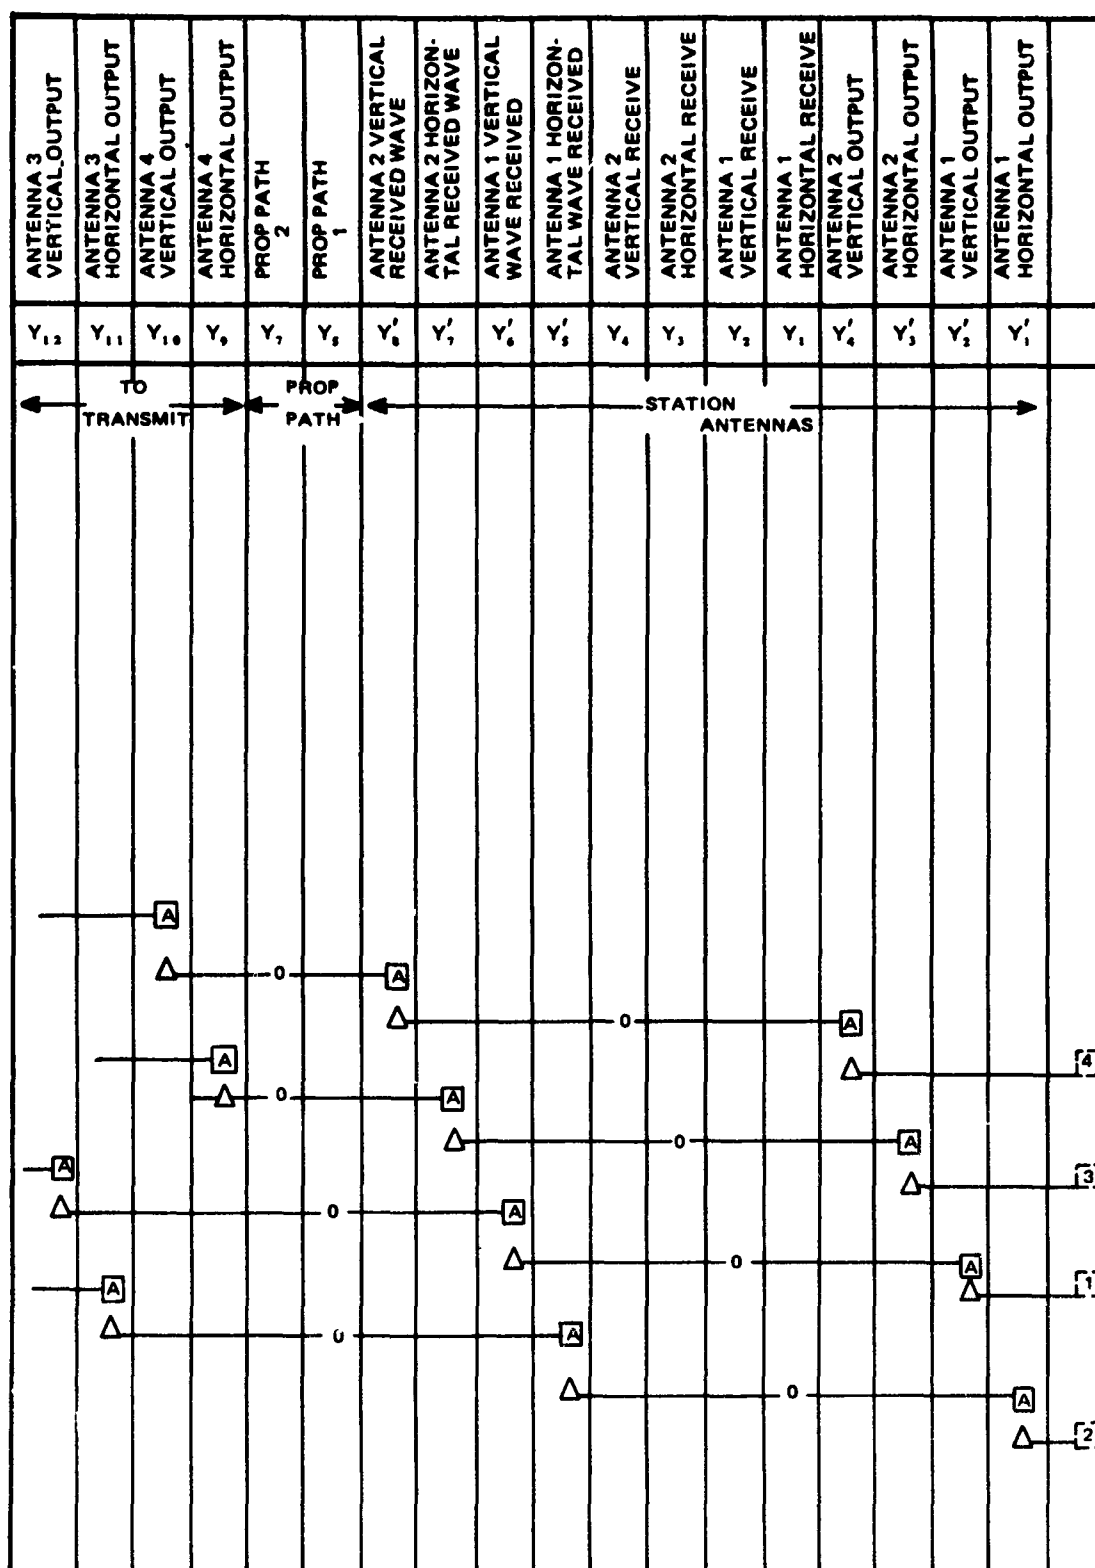 ANTENNA 3
VERTICAL OUTPUT
ANTENNA 3
HORIZONTAL OUTPUT
ANTENNA 4
VERTICAL OUTPUT
ANTENNA 4
HORIZONTAL OUTPUT
PROP PATH
2
PROP PATH
1
ANTENNA 2 VERTICAL
RECEIVED WAVE
ANTENNA 2 HORIZON-
TAL RECEIVED WAVE
ANTENNA 1 VERTICAL
WAVE RECEIVED
ANTENNA 1 HORIZON-
TAL WAVE RECEIVED
ANTENNA 2
VERTICAL RECEIVE
ANTENNA 2
HORIZONTAL RECEIVE
ANTENNA 1
VERTICAL RECEIVE
ANTENNA 1
HORIZONTAL RECEIVE
ANTENNA 2
VERTICAL OUTPUT
ANTENNA 2
HORIZONTAL OUTPUT
ANTENNA 1
VERTICAL OUTPUT
ANTENNA 1
HORIZONTAL OUTPUT
Y₁₂ Y₁₁ Y₁₀ Y₉ Y₇ Y₅ Y′₈ Y′₇ Y′₆ Y′₅ Y₄ Y₃ Y₂ Y₁ Y′₄ Y′₃ Y′₂ Y′₁
TO
TRANSMIT
PROP
PATH
STATION
ANTENNAS
A
0 A
0 A
A 4
0 A
0 A
A 3
0 A
0 A
A 1
0 A
0 A
2